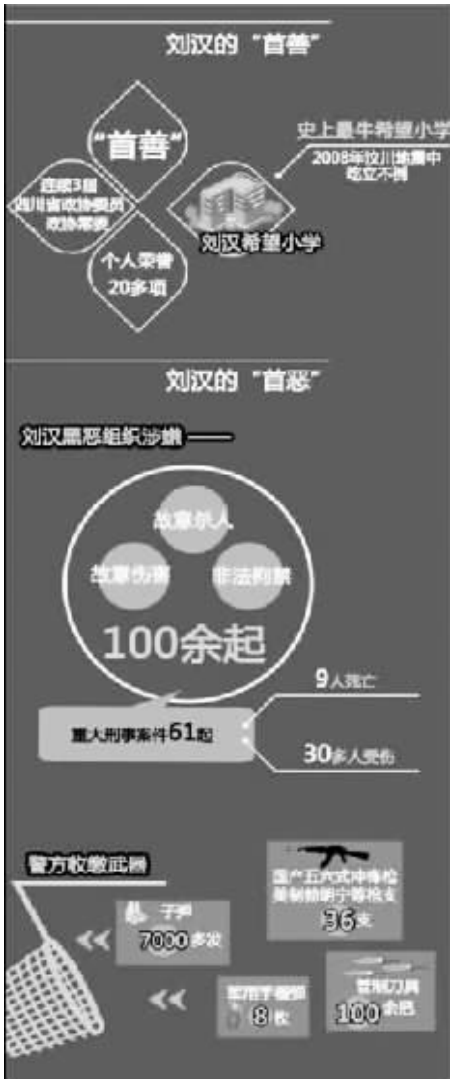 刘汉的“首善”
“首善”
史上最牛希望小学
2008年汶川地震中
屹立不倒
连续3届
四川省政协委员
政协常委
刘汉希望小学
个人荣誉
20多项
刘汉的“首恶”
刘汉黑恶组织涉嫌
故意杀人
故意伤害
非法拘禁
100余起
9人死亡
重大刑事案件61起
30多人受伤
警方收缴武器
国产五六式冲锋枪
美制勃朗宁等枪支
36支
子弹
7000多发
军用手榴弹
8枚
管制刀具
100余把